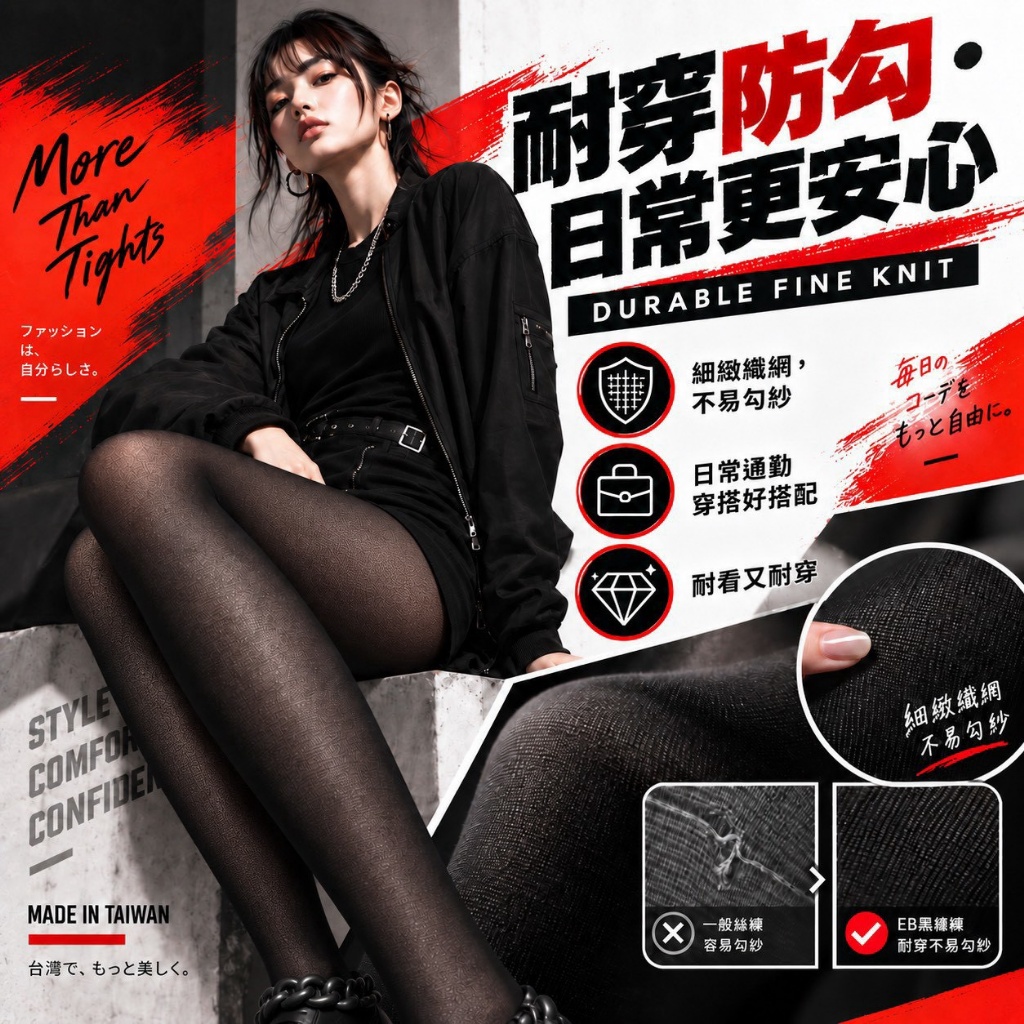 More
Than
Tights
ファッション
は、
自分らしさ。
耐穿防勾・
日常更安心
DURABLE FINE KNIT
細緻織網，
不易勾紗
日常通勤
穿搭好搭配
耐看又耐穿
毎日の
コーデを
もっと自由に。
細緻織網
不易勾紗
STYLE
COMFOR
CONFIDEN
MADE IN TAIWAN
台湾で、もっと美しく。
一般絲
容易勾紗
EB黑
耐穿不易勾紗